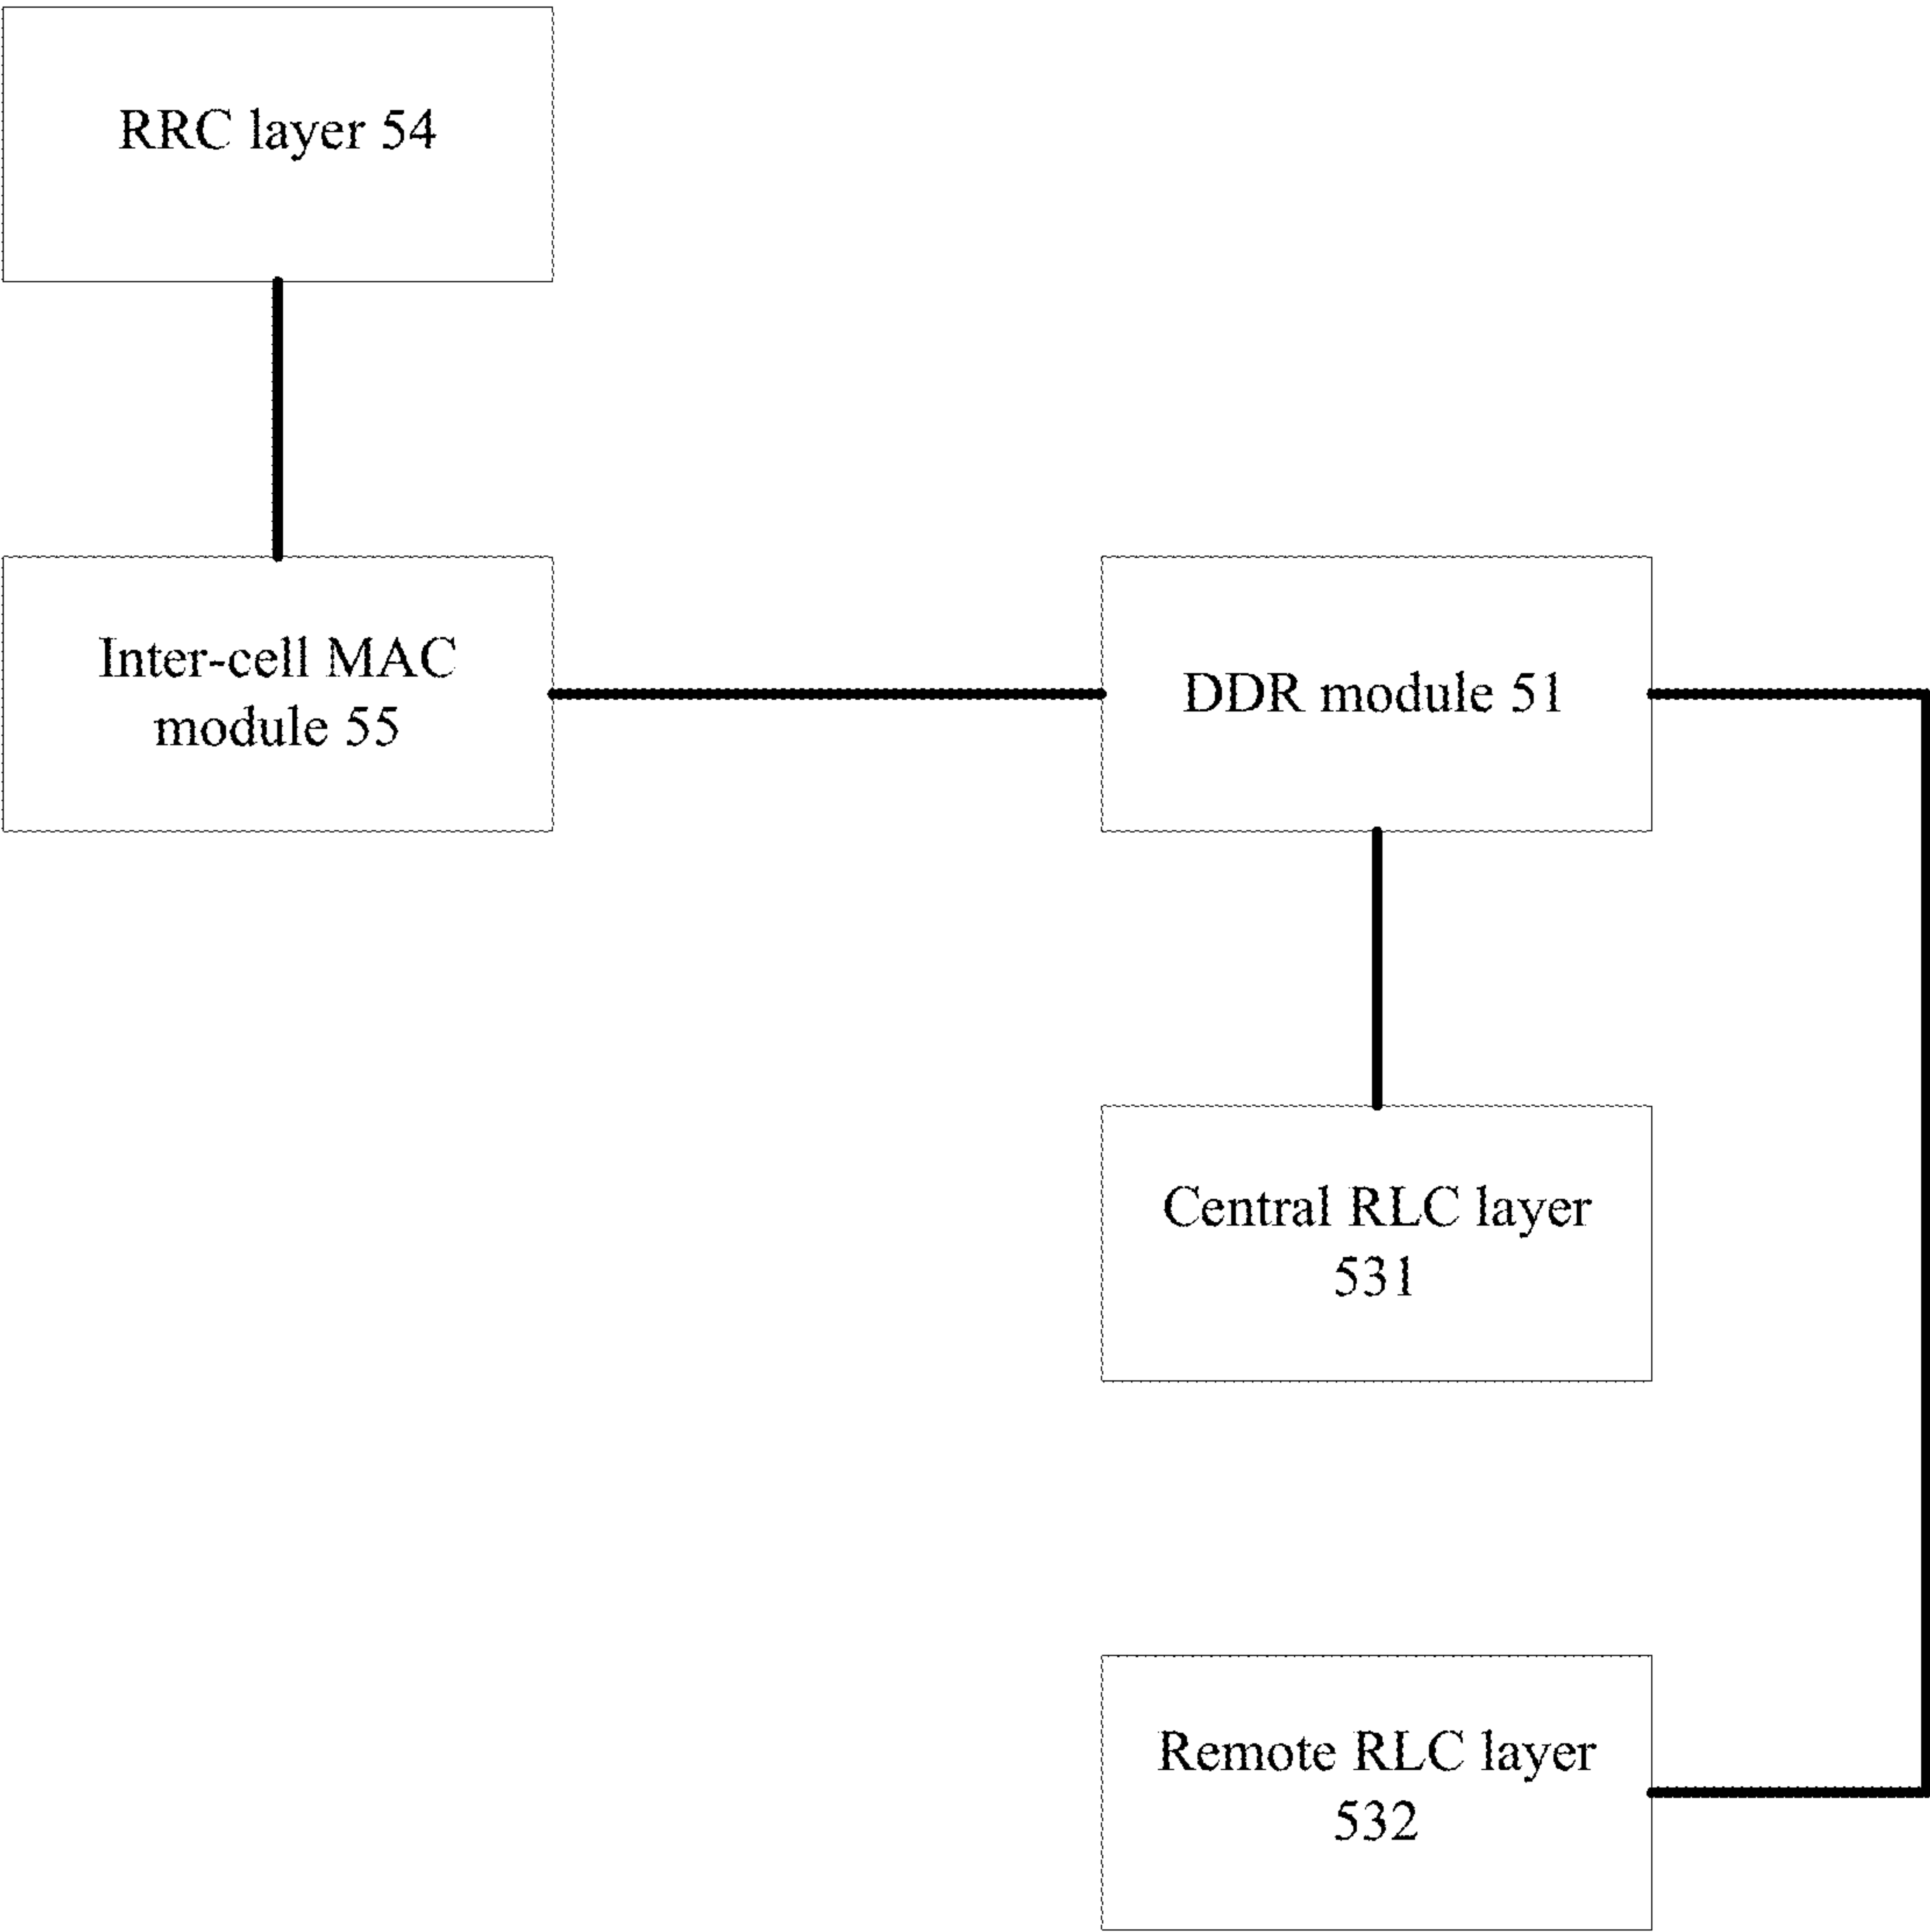 RRC layer 54
Inter-cell MAC
module 55
DDR module 51
Central RLC layer
531
Remote RLC layer
532